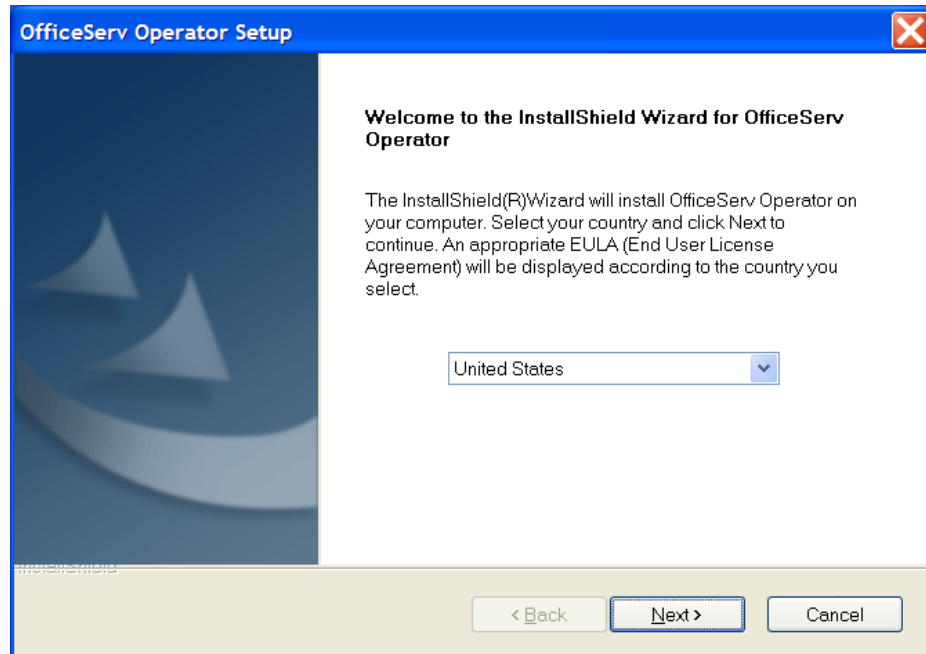 OfficeServ Operator Setup
Welcome to the InstallShield Wizard for OfficeServ
Operator
The InstallShield(R)Wizard will install OfficeServ Operator on
your computer. Select your country and click Next to
continue. An appropriate EULA (End User License
Agreement) will be displayed according to the country you
select.
United States
InstallShield
< Back
Next >
Cancel